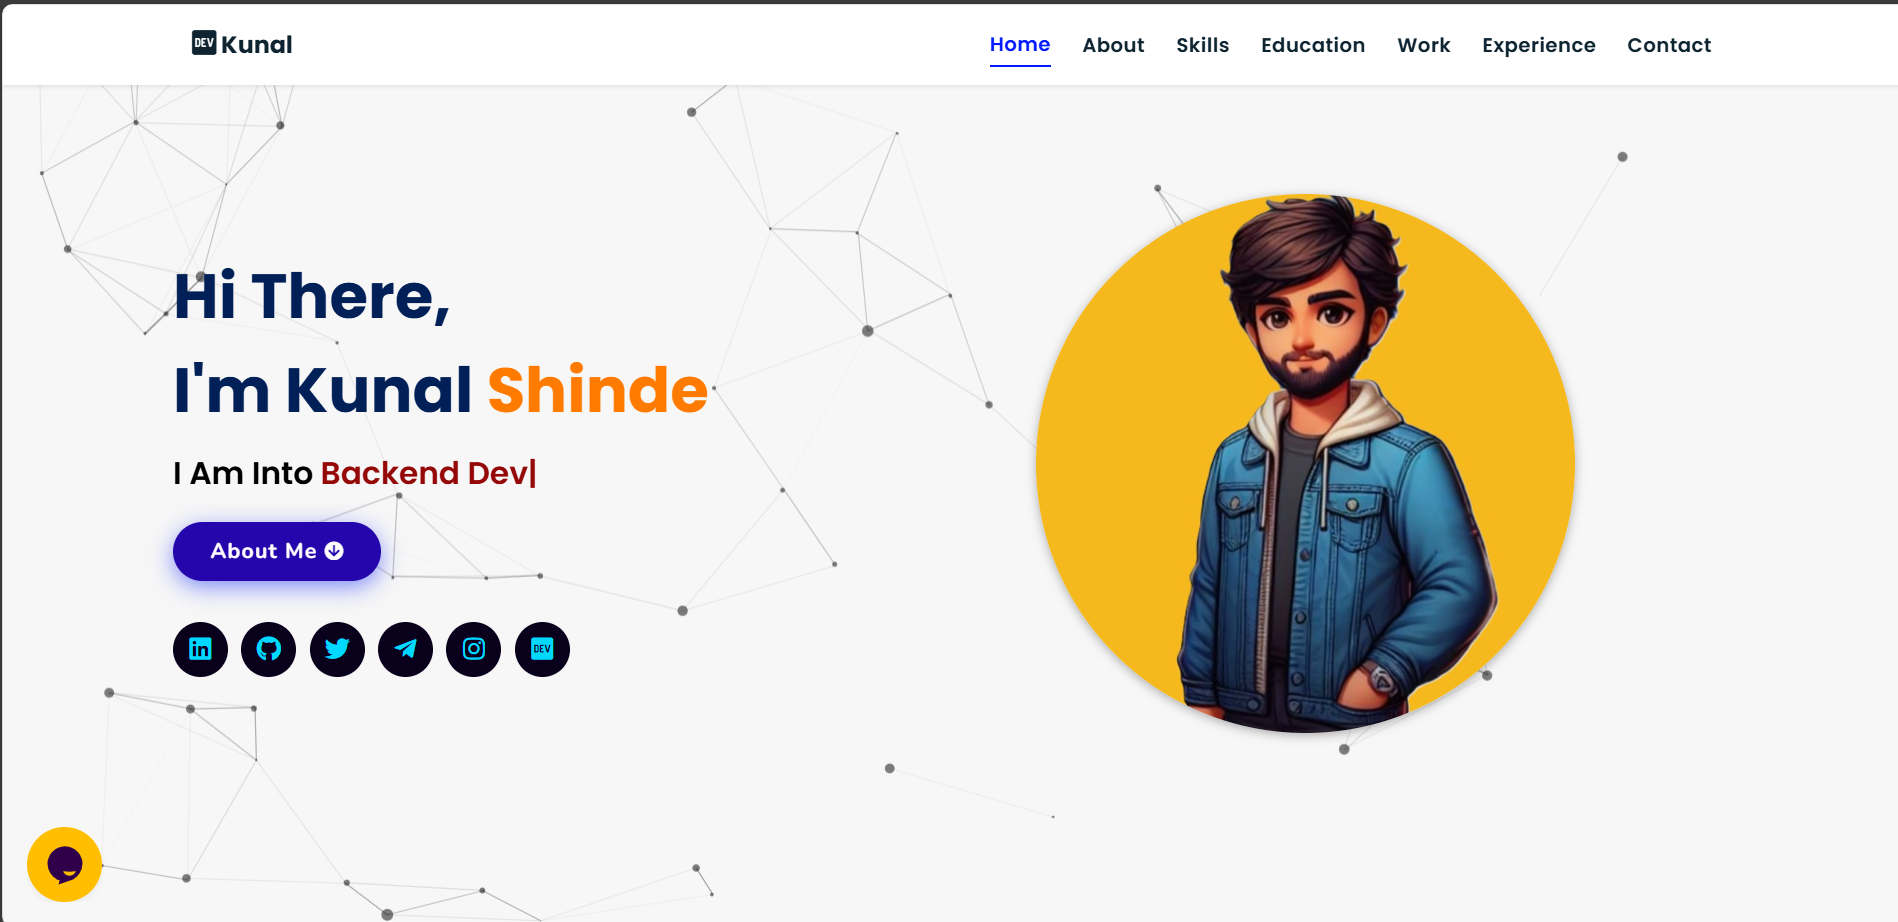 DEV Kunal
Home About Skills Education Work Experience Contact
Hi There,
I'm Kunal Shinde
I Am Into Backend Dev|
About Me
in
DEV